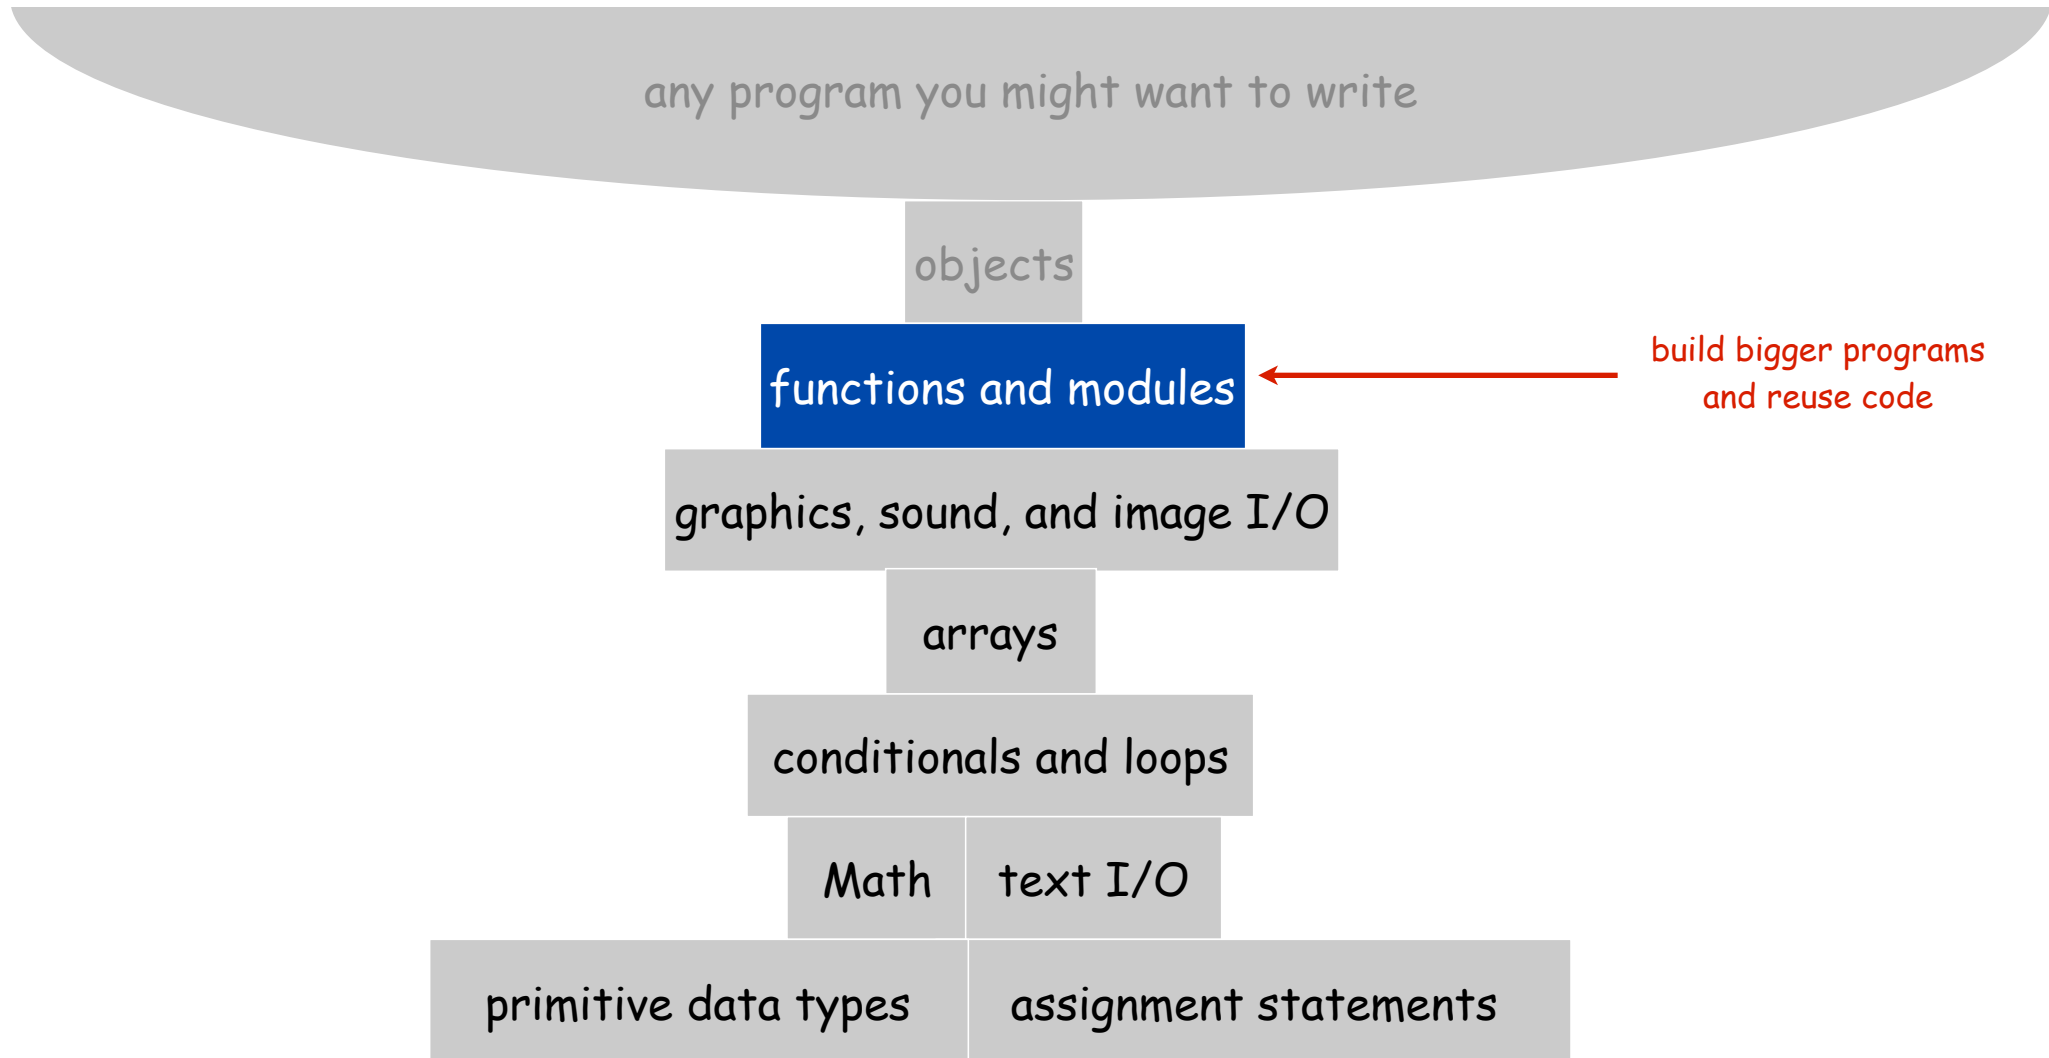 any program you might want to write
objects
functions and modules
build bigger programs
and reuse code
graphics, sound, and image I/O
arrays
conditionals and loops
Math
text I/O
primitive data types
assignment statements